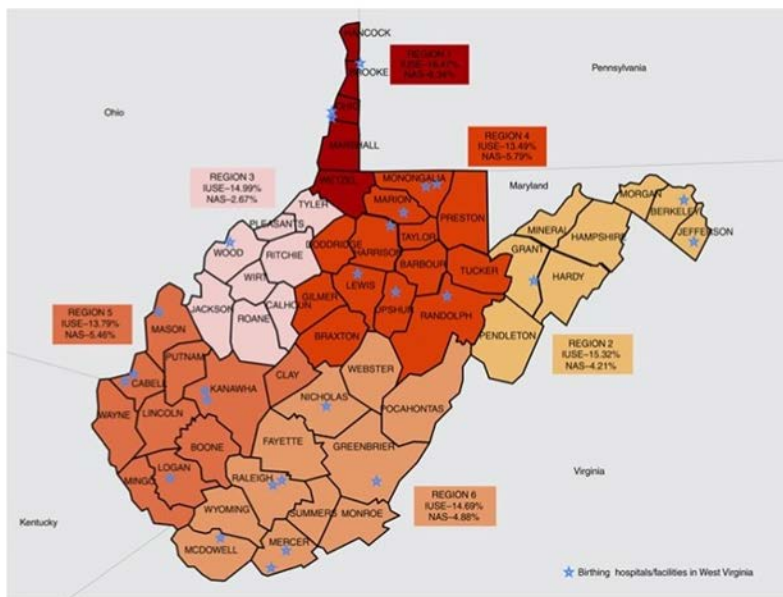 HANCOCK
REGION 1
IUSE–16.47%
NAS–6.34%
BROOKE
Pennsylvania
Ohio
OHIO
MARSHALL
REGION 4
IUSE–13.49%
NAS–5.79%
REGION 3
IUSE–14.99%
NAS–2.67%
WETZEL
MONONGALIA
Maryland
MORGAN
BERKELEY
TYLER
MARION
PRESTON
JEFFERSON
PLEASANTS
MINERAL
HAMPSHIRE
WOOD
DODDRIDGE
TAYLOR
HARRISON
GRANT
RITCHIE
BARBOUR
WIRT
TUCKER
HARDY
LEWIS
GILMER
JACKSON
CALHOUN
UPSHUR
RANDOLPH
REGION 5
IUSE–13.79%
NAS–5.46%
ROANE
MASON
BRAXTON
PENDLETON
REGION 2
IUSE–15.32%
NAS–4.21%
PUTNAM
WEBSTER
CLAY
CABELL
KANAWHA
NICHOLAS
POCAHONTAS
WAYNE
LINCOLN
FAYETTE
GREENBRIER
BOONE
Virginia
LOGAN
RALEIGH
MINGO
REGION 6
IUSE–14.69%
NAS–4.88%
WYOMING
SUMMERS
MONROE
Kentucky
MERCER
MCDOWELL
Birthing hospitals/facilities in West Virginia